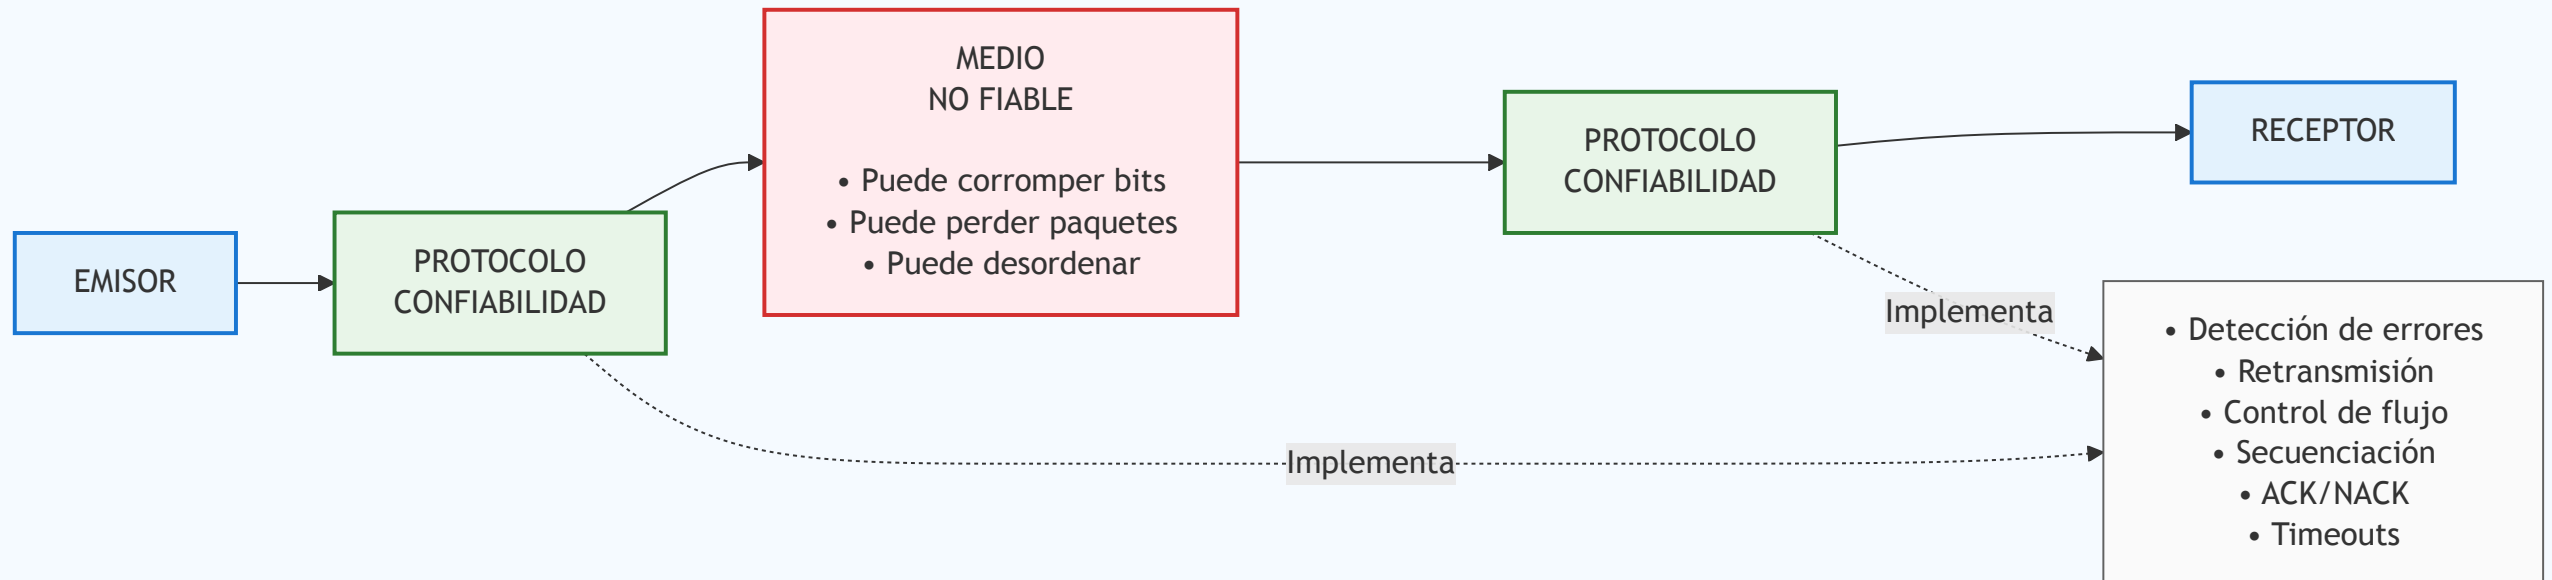 EMISOR
PROTOCOLO
CONFIABILIDAD
MEDIO
NO FIABLE
• Puede corromper bits
• Puede perder paquetes
• Puede desordenar
PROTOCOLO
CONFIABILIDAD
RECEPTOR
Implementa
Implementa
• Detección de errores
• Retransmisión
• Control de flujo
• Secuenciación
• ACK/NACK
• Timeouts